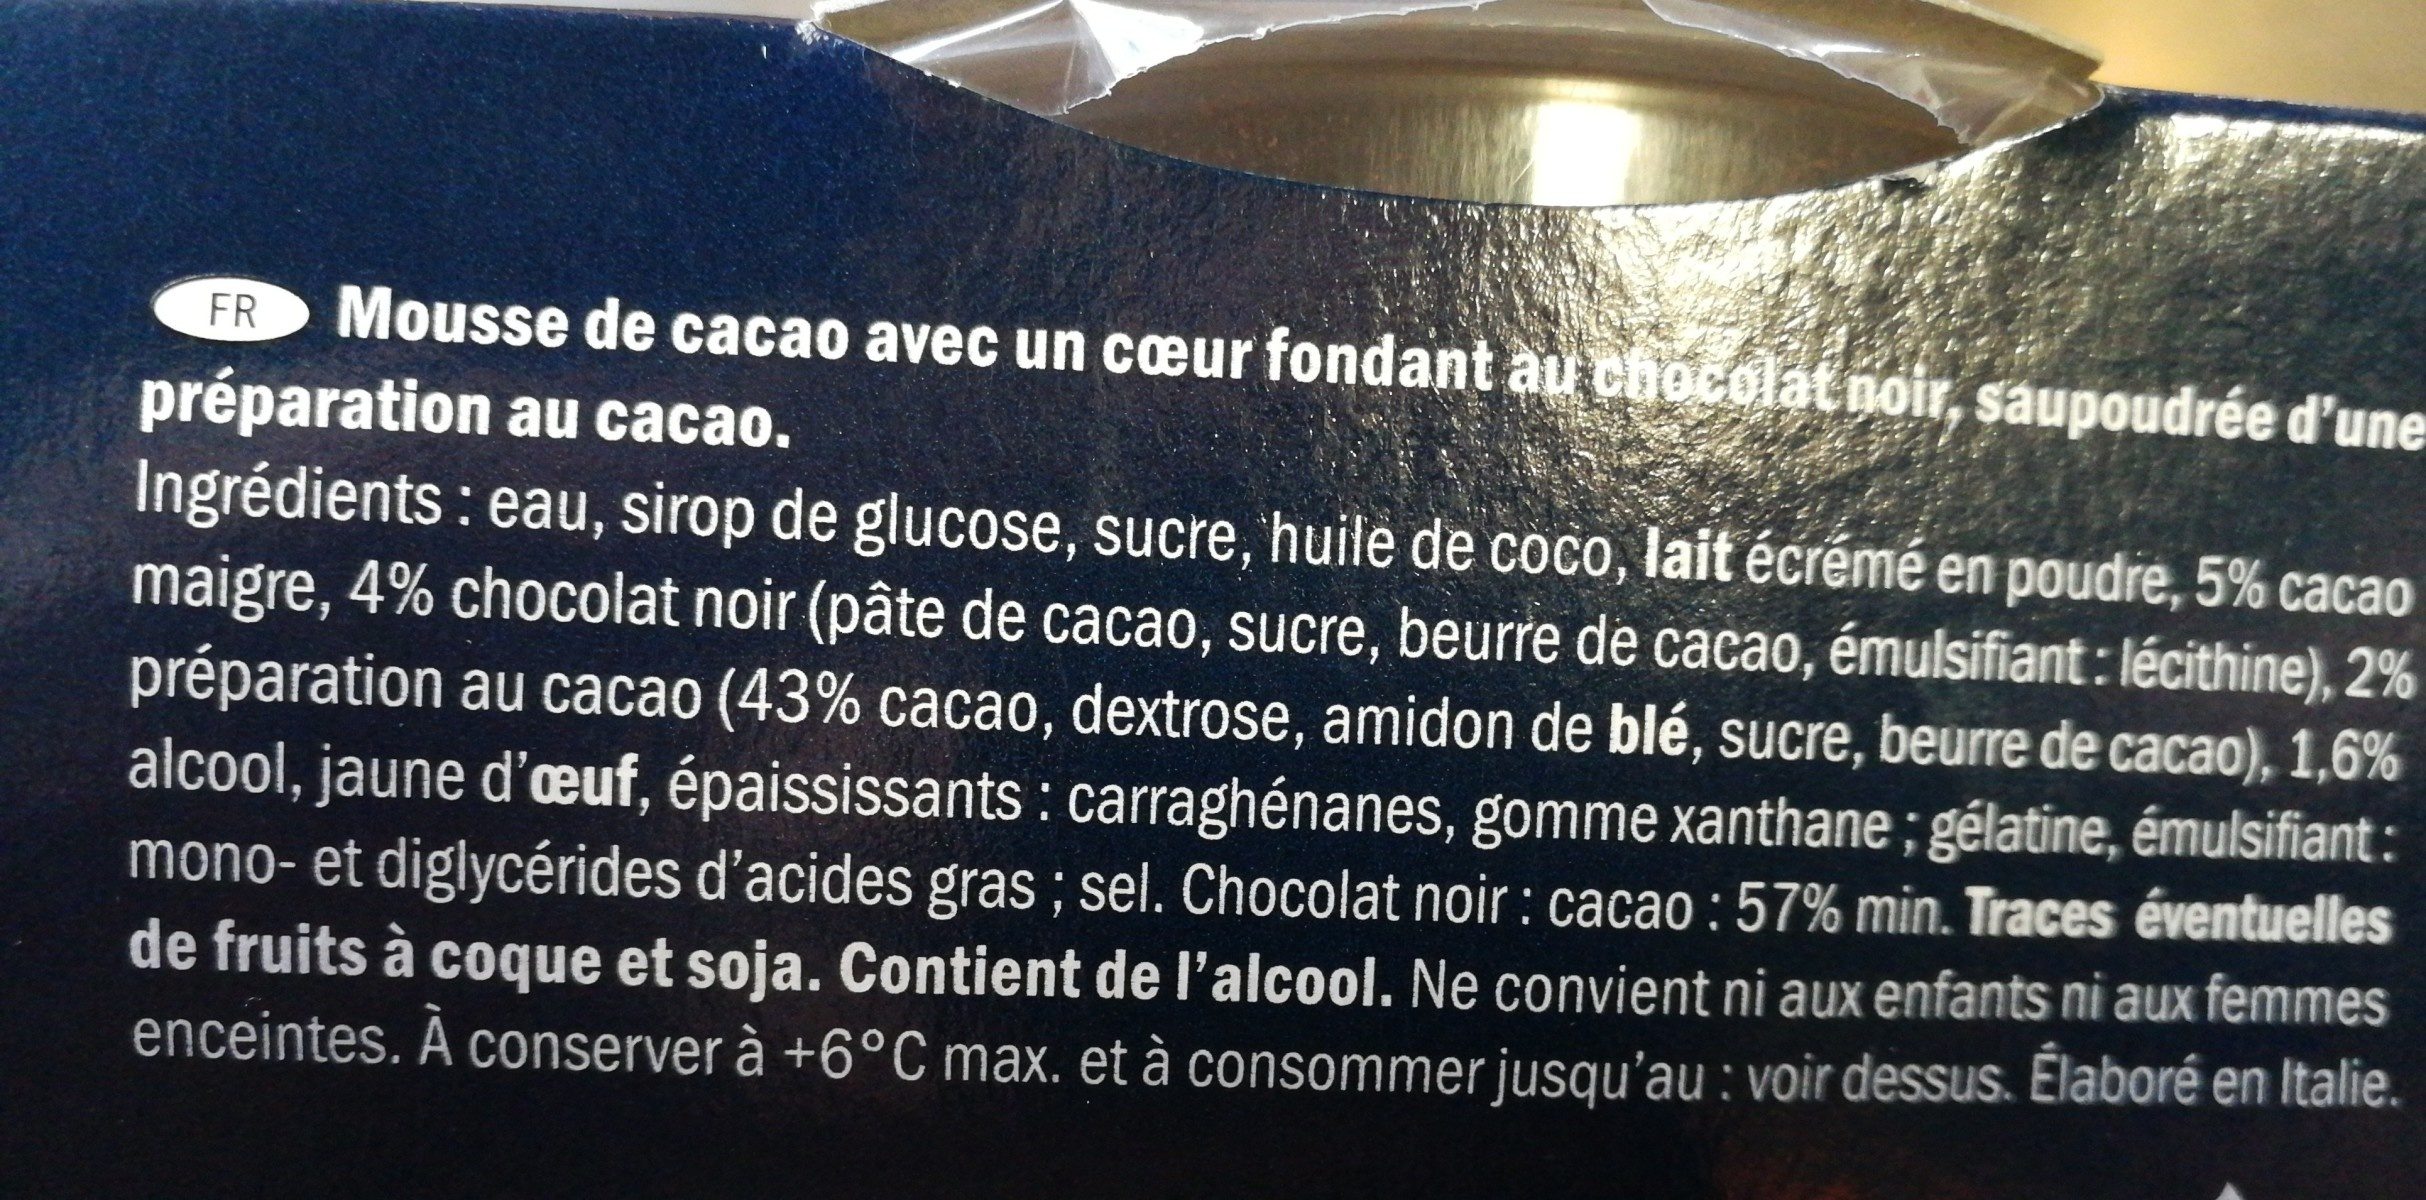 FR Mousse de cacao avec un cœur fondant au chocolat noir, saupoudrée d'une
préparation au cacao.
Ingrédients : eau, sirop de glucose, sucre, huile de coco, lait écrémé en poudre, 5% cacao
maigre, 4% chocolat noir (pâte de cacao, sucre, beurre de cacao, émulsifiant : lécithine), 2%
préparation au cacao (43% cacao, dextrose, amidon de blé, sucre, beurre de cacao), 1,6%
alcool, jaune d'œuf, épaississants : carraghénanes, gomme xanthane ; gélatine, émulsifiant :
mono- et diglycérides d'acides gras ; sel. Chocolat noir : cacao : 57% min. Traces éventuelles
de fruits à coque et soja. Contient de l'alcool. Ne convient ni aux enfants ni aux femmes
enceintes. À conserver à +6°C max. et à consommer jusqu'au : voir dessus. Élaboré en Italie.